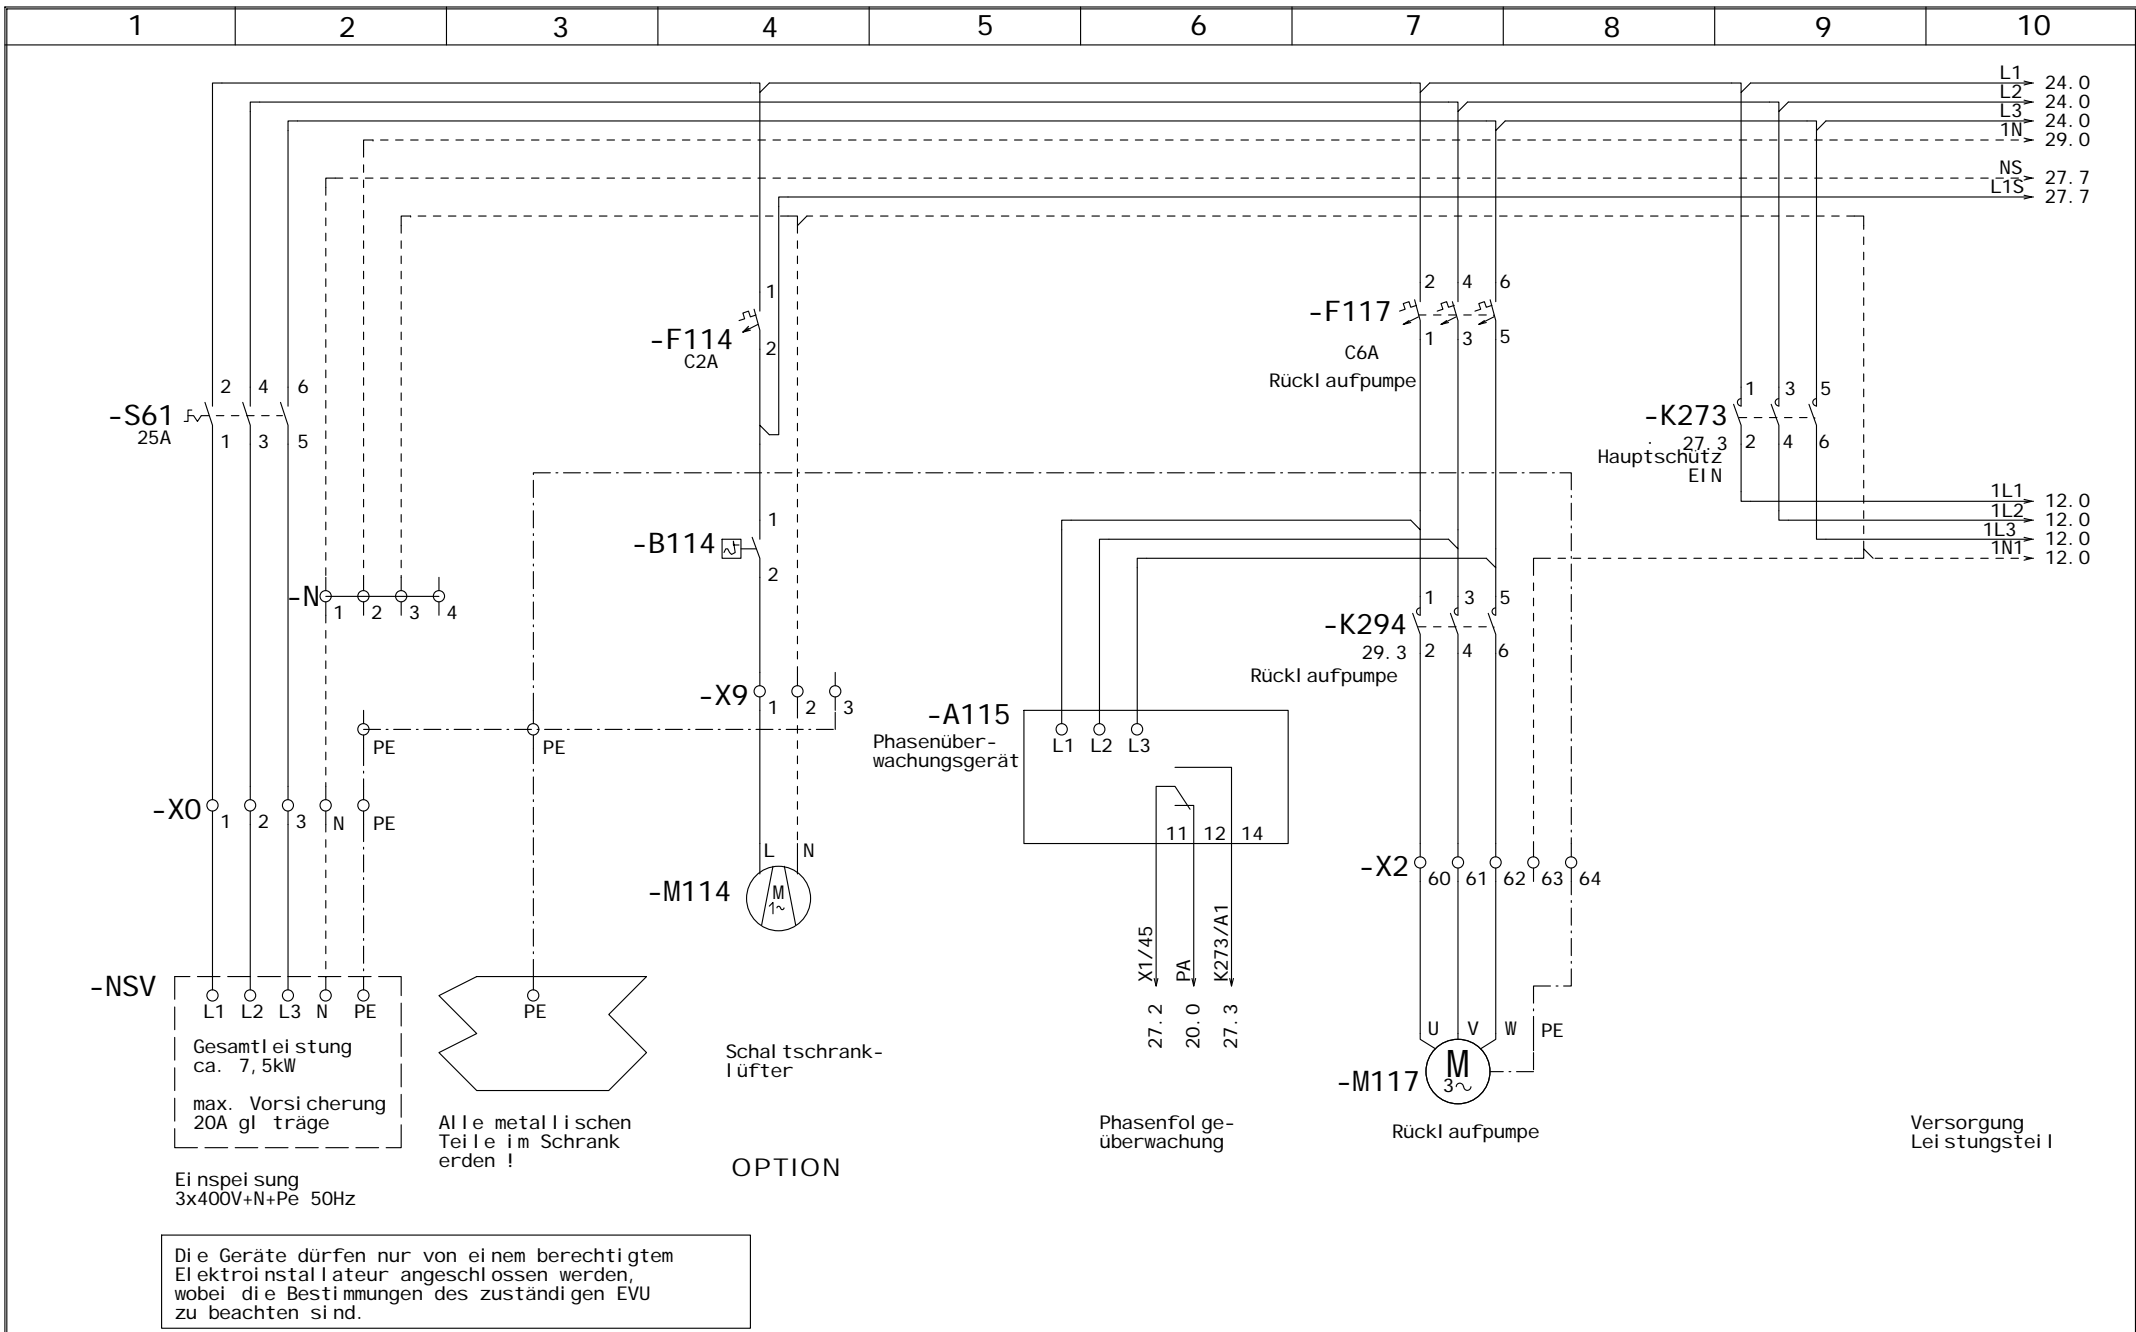 1 2 3 4 5 6 7 8 9 10
L1 24.0
L2 24.0
L3 24.0
1N 29.0
NS 27.7
L1S 27.7
2 4 6
-S61
25A
1 3 5
1
-F114
C2A
2
2 4 6
-F117
1 3 5
C6A
Rücklaufpumpe
1 3 5
-K273
27.3 2 4 6
Hauptschütz
EIN
1L1 12.0
1L2 12.0
1L3 12.0
1N1 12.0
1
-B114
2
-N
1 2 3 4
1 3 5
-K294
29.3 2 4 6
Rücklaufpumpe
-X9
1 2 3
PE PE
-A115
Phasenüber-
wachungsgerät
L1 L2 L3
11 12 14
-X0
1 2 3 N PE
L N
-M114
M
1~
X1/45 PA K273/A1
27.2 20.0 27.3
-X2
60 61 62 63 64
-NSV
L1 L2 L3 N PE
Gesamtleistung
ca. 7,5kW
max. Vorsicherung
20A gl träge
Einspeisung
3x400V+N+Pe 50Hz
PE
Alle metallischen
Teile im Schrank
erden !
Schaltschrank-
lüfter
OPTION
Phasenfolge-
überwachung
U V W PE
-M117
M
3~
Rücklaufpumpe
Versorgung
Leistungsteil
Die Geräte dürfen nur von einem berechtigtem
Elektroinstallateur angeschlossen werden,
wobei die Bestimmungen des zuständigen EVU
zu beachten sind.